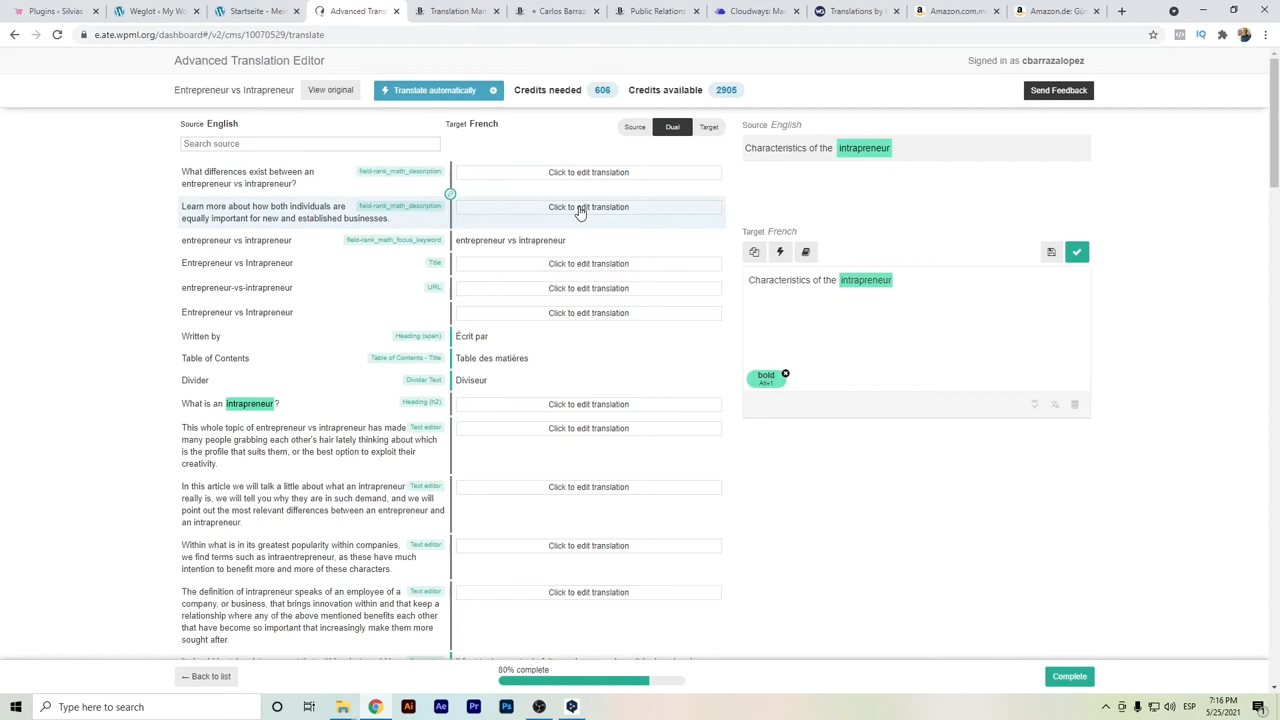 Plugins ‹ Silvias
My Wo
Startseite - Mein
Advanced Trans
Translation Mem
• Carlos Barraz
Public Relations
Cloudways: Mar
Weglot - My Wo
Translating a Wo
Amazon.com.m
Amazon.de: Gü
e.ate.wpml.org/dashboard#/v2/cms/10070529/translate
Advanced Translation Editor
Signed in as cbarrazalopez
Entrepreneur vs Intrapreneur
View original
Translate automatically
Credits needed 606
Credits available 2905
Send Feedback
Source English
Target French
Source Dual Target
Search source
What differences exist between an
entrepreneur vs intrapreneur?
field-rank_math_description
Click to edit translation
Learn more about how both individuals are
equally important for new and established businesses.
field-rank_math_description
Click to edit translation
entrepreneur vs intrapreneur
field-rank_math_focus_keyword
entrepreneur vs intrapreneur
Entrepreneur vs Intrapreneur
Title
Click to edit translation
entrepreneur-vs-intrapreneur
URL
Click to edit translation
Entrepreneur vs Intrapreneur
Click to edit translation
Written by
Heading (span)
Écrit par
Table of Contents
Table of Contents - Title
Table des matières
Divider
Divider Text
Diviseur
What is an intrapreneur ?
Heading (h2)
Click to edit translation
This whole topic of entrepreneur vs intrapreneur has made
many people grabbing each other's hair lately thinking about which
is the profile that suits them, or the best option to exploit their
creativity.
Text editor
Click to edit translation
In this article we will talk a little about what an intrapreneur
really is, we will tell you why they are in such demand, and we will
point out the most relevant differences between an entrepreneur and
an intrapreneur.
Text editor
Click to edit translation
Within what is in its greatest popularity within companies,
we find terms such as intraentrepreneur, as these have much
intention to benefit more and more of these characters.
Text editor
Click to edit translation
The definition of intrapreneur speaks of an employee of a
company, or business, that brings innovation within and that keep a
relationship where any of the above mentioned benefits each other
that have become so important that increasingly make them more
sought after.
Text editor
Click to edit translation
Source English
Characteristics of the intrapreneur
Target French
Characteristics of the intrapreneur
bold
Alt+1
← Back to list
80% complete
Complete
Type here to search
Ai
Ae
Pr
Ps
ESP
7:16 PM
5/25/2021